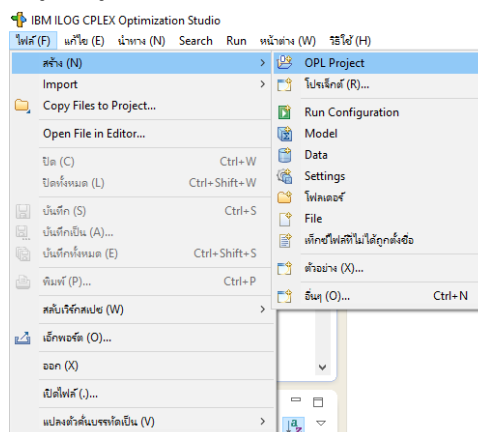 IBM ILOG CPLEX Optimization Studio
ไฟล์(F) แก้ไข (E) นำทาง (N) Search Run หน้าต่าง (W) วิธีใช้ (H)
สร้าง (N) >
Import >
Copy Files to Project...
Open File in Editor...
ปิด (C) Ctrl+W
ปิดทั้งหมด (L) Ctrl+Shift+W
บันทึก (S) Ctrl+S
บันทึกเป็น (A)...
บันทึกทั้งหมด (E) Ctrl+Shift+S
พิมพ์ (P)... Ctrl+P
สลับเวิร์กสเปซ (W) >
เอ็กพอร์ต (O)...
ออก (X)
เปิดไฟล์ (.)...
แปลงตัวคั่นบรรทัดเป็น (V) >
OPL Project
โปรเจ็กต์ (R)...
Run Configuration
Model
Data
Settings
โฟลเดอร์
File
เท็กซ์ไฟล์ที่ไม่ได้ถูกตั้งชื่อ
ตัวอย่าง (X)...
อื่นๆ (O)... Ctrl+N